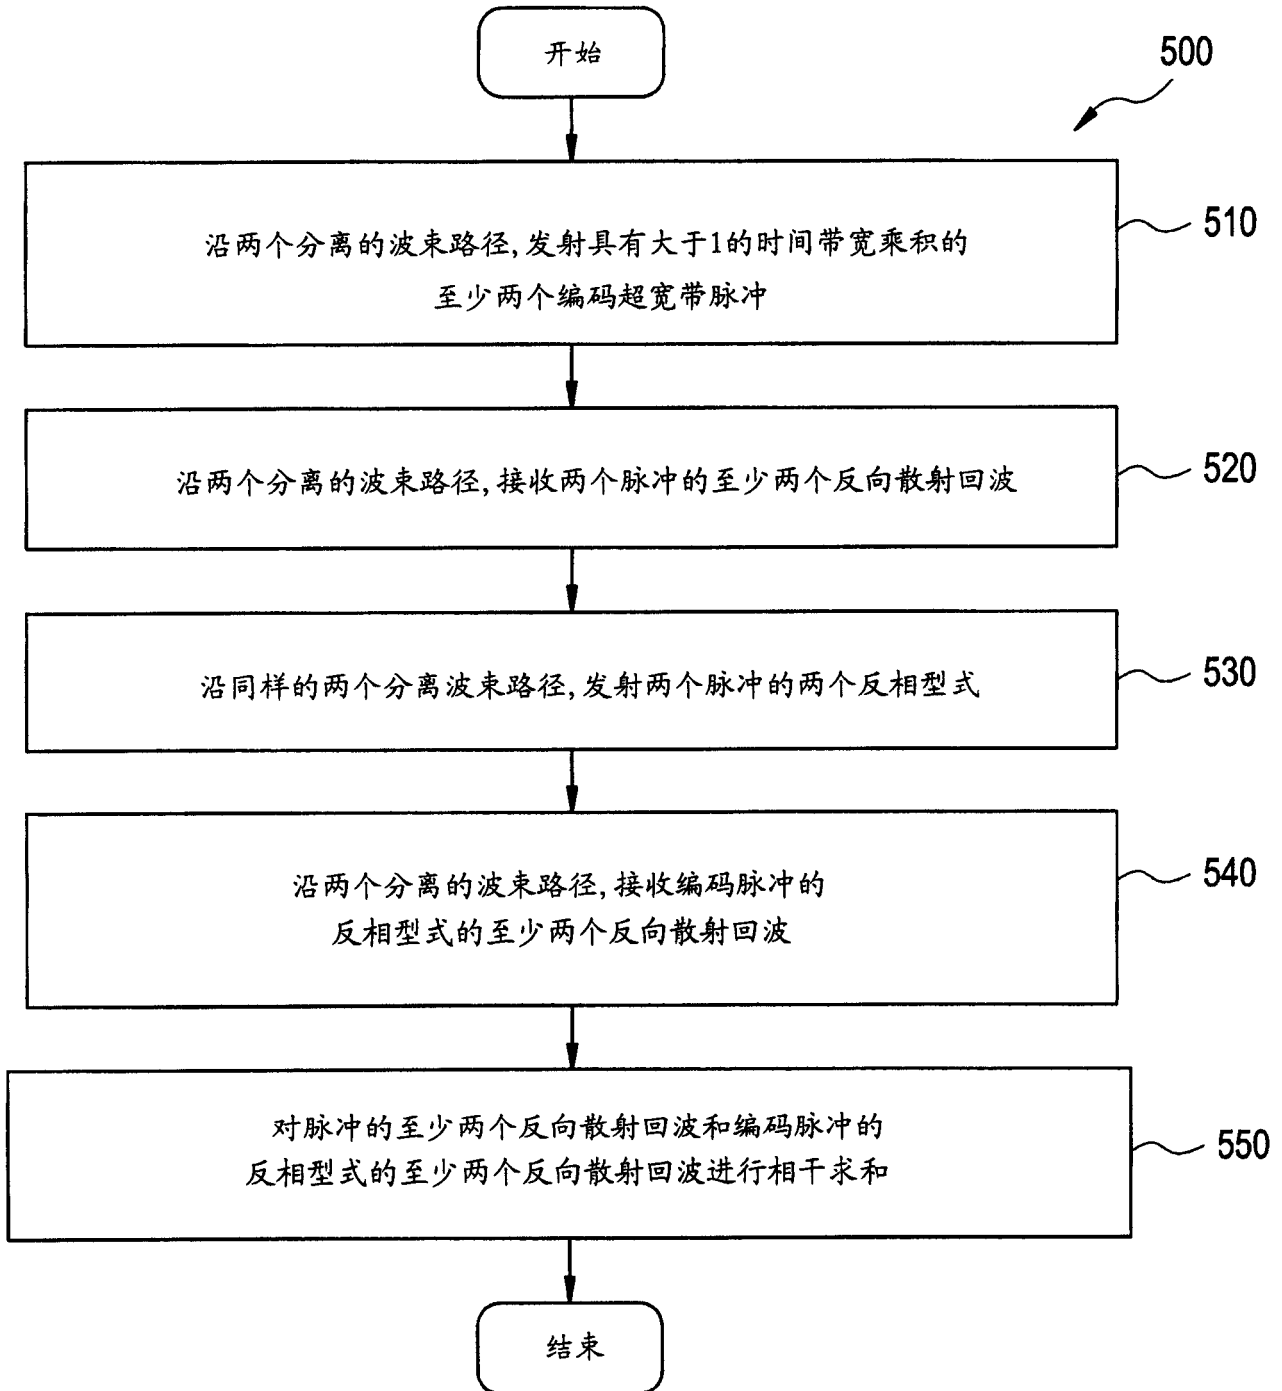 开始
500
沿两个分离的波束路径,发射具有大于1的时间带宽乘积的
至少两个编码超宽带脉冲
510
沿两个分离的波束路径,接收两个脉冲的至少两个反向散射回波
520
沿同样的两个分离波束路径,发射两个脉冲的两个反相型式
530
沿两个分离的波束路径,接收编码脉冲的
反相型式的至少两个反向散射回波
540
对脉冲的至少两个反向散射回波和编码脉冲的
反相型式的至少两个反向散射回波进行相干求和
550
结束